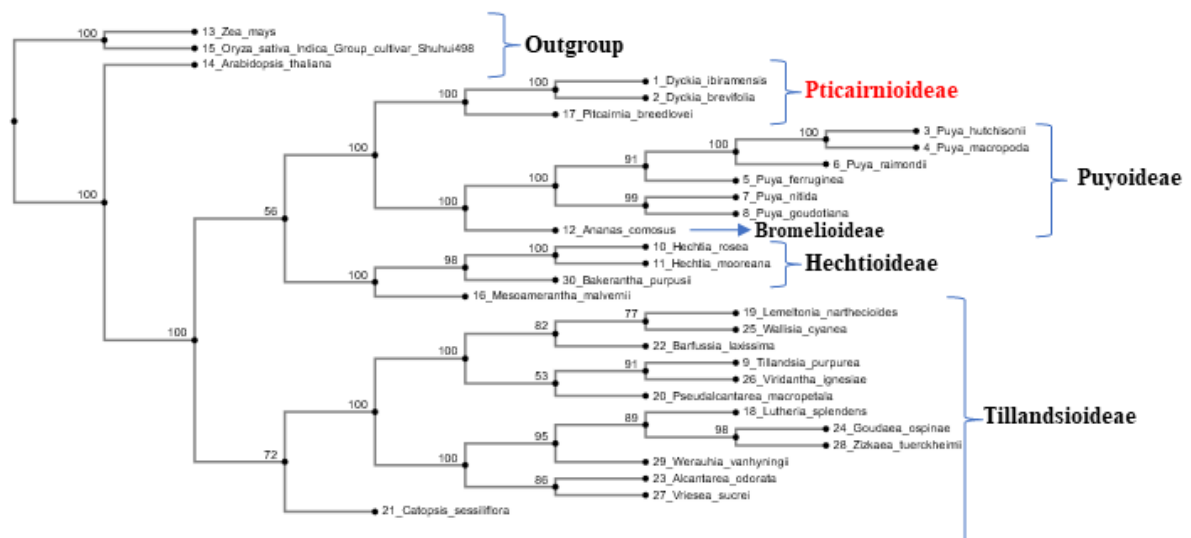 100
13_Zea_mays
15_Oryza_sativa_Indica_Group_cultivar_Shuhui498
14_Arabidopsis_thaliana
Outgroup
100
100
100
100
1_Dyckia_ibiramensis
2_Dyckia_brevifolia
17_Pitcairnia_breedlovei
Pticairnioideae
100
100
91
100
100
3_Puya_hutchisonii
4_Puya_macropoda
6_Puya_raimondii
5_Puya_ferruginea
99
7_Puya_nitida
8_Puya_goudotiana
Puyoideae
12_Ananas_comosus
Bromelioideae
56
100
98
100
10_Hechtia_rosea
11_Hechtia_mooreana
30_Bakerantha_purpusii
16_Mesoamerantha_malvernii
Hechtioideae
100
72
100
100
82
77
19_Lemeltonia_narthecioides
25_Wallisia_cyanea
22_Barfussia_laxissima
53
91
9_Tillandsia_purpurea
26_Viridantha_ignesiae
20_Pseudalcantarea_macropetala
100
95
89
18_Lutheria_splendens
98
24_Goudaea_ospinae
28_Zizkaea_tuerckheimii
29_Werauhia_vanhyningii
86
23_Alcantarea_odorata
27_Vriesea_sucrei
21_Catopsis_sessiliflora
Tillandsioideae